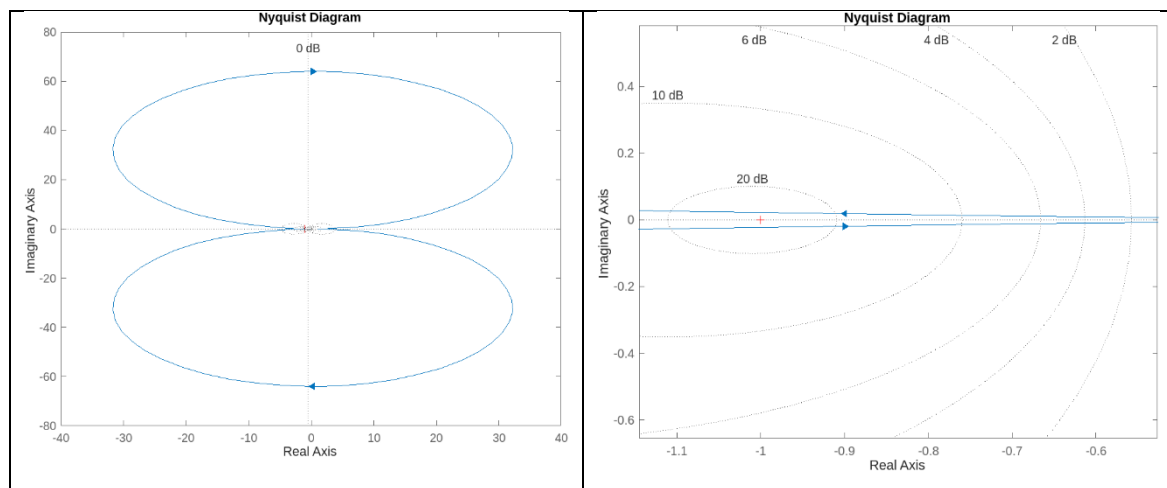 Nyquist Diagram
80
0 dB
60
40
20
0
-20
-40
-60
-80
-40 -30 -20 -10 0 10 20 30 40
Real Axis
Imaginary Axis
Nyquist Diagram
6 dB 4 dB 2 dB
0.4
10 dB
0.2
20 dB
0
-0.2
-0.4
-0.6
-1.1 -1 -0.9 -0.8 -0.7 -0.6
Real Axis
Imaginary Axis